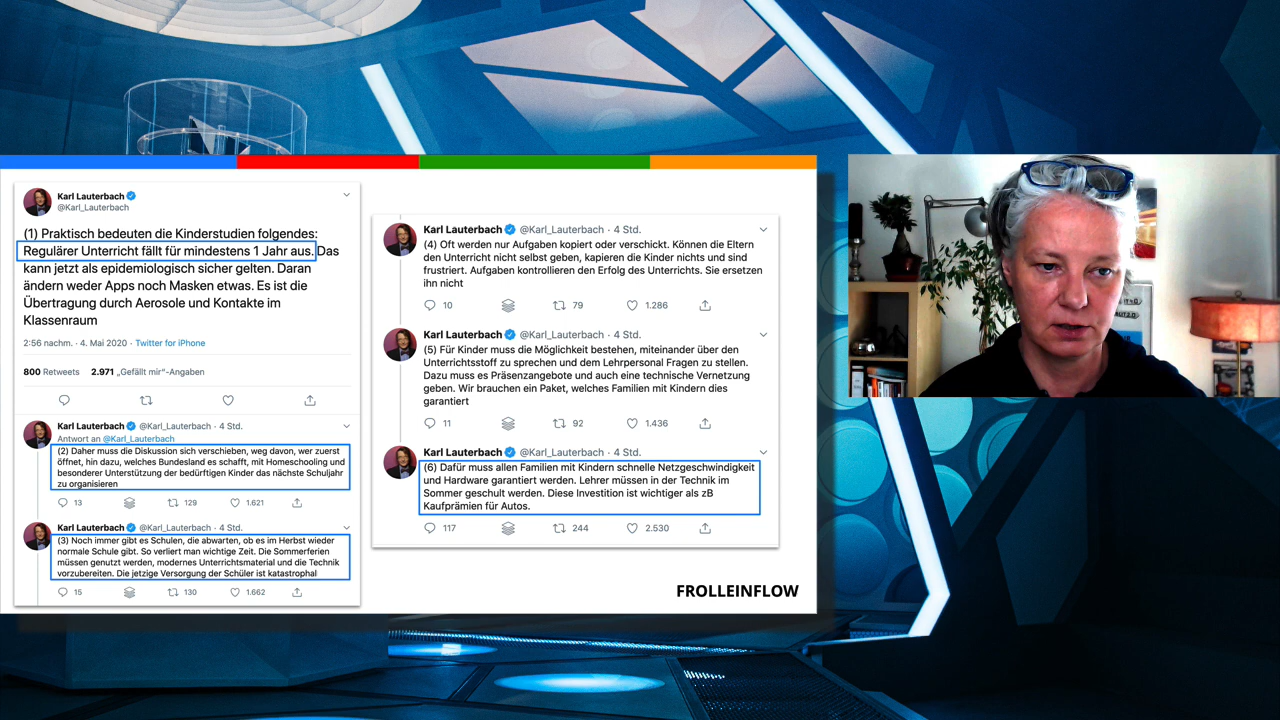 Karl Lauterbach
@Karl_Lauterbach
(1) Praktisch bedeuten die Kinderstudien folgendes:
Regulärer Unterricht fällt für mindestens 1 Jahr aus. Das
kann jetzt als epidemiologisch sicher gelten. Daran
ändern weder Apps noch Masken etwas. Es ist die
Übertragung durch Aerosole und Kontakte im
Klassenraum
2:56 nachm. · 4. Mai 2020 · Twitter for iPhone
800 Retweets 2.971 „Gefällt mir“-Angaben
Karl Lauterbach @Karl_Lauterbach · 4 Std.
Antwort an @Karl_Lauterbach
(2) Daher muss die Diskussion sich verschieben, weg davon, wer zuerst
öffnet, hin dazu, welches Bundesland es schafft, mit Homeschooling und
besonderer Unterstützung der bedürftigen Kinder das nächste Schuljahr
zu organisieren
13 129 1.621
Karl Lauterbach @Karl_Lauterbach · 4 Std.
(3) Noch immer gibt es Schulen, die abwarten, ob es im Herbst wieder
normale Schule gibt. So verliert man wichtige Zeit. Die Sommerferien
müssen genutzt werden, modernes Unterrichtsmaterial und die Technik
vorzubereiten. Die jetzige Versorgung der Schüler ist katastrophal
15 130 1.662
Karl Lauterbach @Karl_Lauterbach · 4 Std.
(4) Oft werden nur Aufgaben kopiert oder verschickt. Können die Eltern
den Unterricht nicht selbst geben, kapieren die Kinder nichts und sind
frustriert. Aufgaben kontrollieren den Erfolg des Unterrichts. Sie ersetzen
ihn nicht
10 79 1.286
Karl Lauterbach @Karl_Lauterbach · 4 Std.
(5) Für Kinder muss die Möglichkeit bestehen, miteinander über den
Unterrichtsstoff zu sprechen und dem Lehrpersonal Fragen zu stellen.
Dazu muss es Präsenzangebote und auch eine technische Vernetzung
geben. Wir brauchen ein Paket, welches Familien mit Kindern dies
garantiert
11 92 1.436
Karl Lauterbach @Karl_Lauterbach · 4 Std.
(6) Dafür muss allen Familien mit Kindern schnelle Netzgeschwindigkeit
und Hardware garantiert werden. Lehrer müssen in der Technik im
Sommer geschult werden. Diese Investition ist wichtiger als zB
Kaufprämien für Autos.
117 244 2.530
FROLLEINFLOW